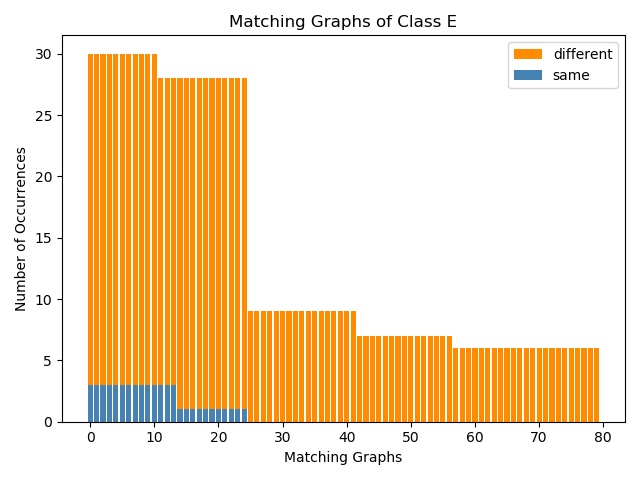 Matching Graphs of Class E
different
same
Number of Occurrences
30
25
20
15
10
5
0
0 10 20 30 40 50 60 70 80
Matching Graphs